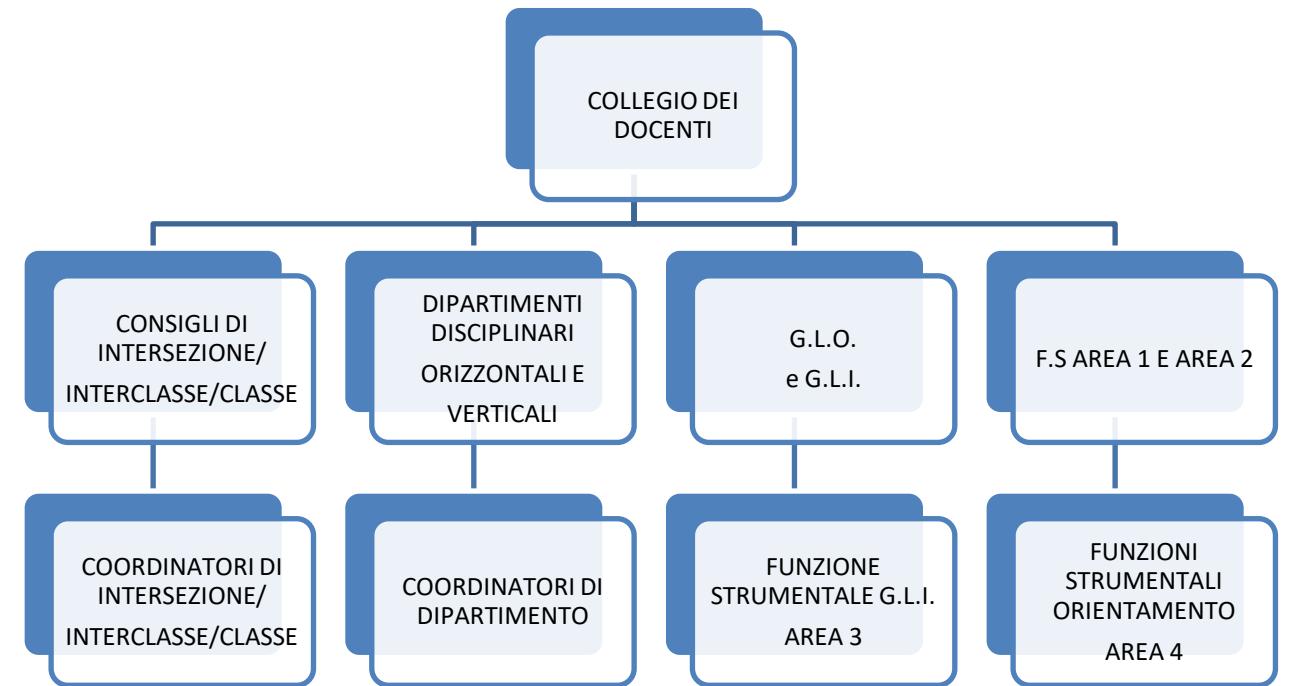 COLLEGIO DEI
DOCENTI
CONSIGLI DI
INTERSEZIONE/
INTERCLASSE/CLASSE
DIPARTIMENTI
DISCIPLINARI
ORIZZONTALI E
VERTICALI
G.L.O.
e G.L.I.
F.S AREA 1 E AREA 2
COORDINATORI DI
INTERSEZIONE/
INTERCLASSE/CLASSE
COORDINATORI DI
DIPARTIMENTO
FUNZIONE
STRUMENTALE G.L.I.
AREA 3
FUNZIONI
STRUMENTALI
ORIENTAMENTO
AREA 4